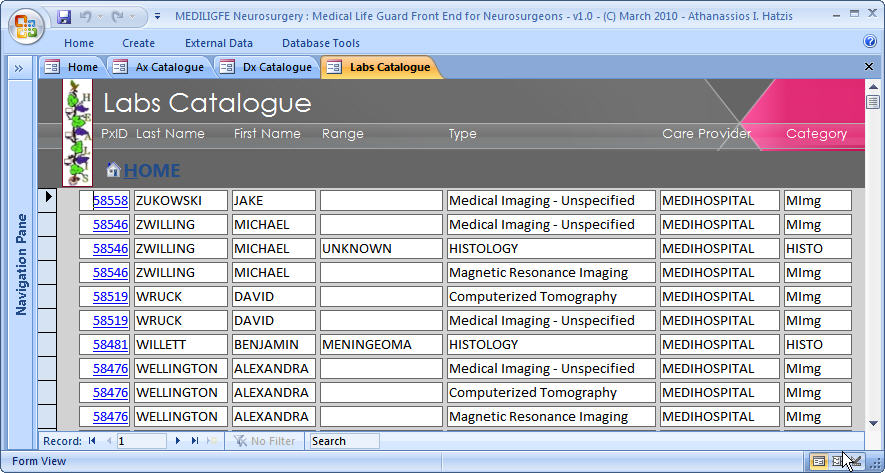 MEDILIGFE Neurosurgery : Medical Life Guard Front End for Neurosurgeons - v1.0 - (C) March 2010 - Athanassios I. Hatzis
Home Create External Data Database Tools
Home Ax Catalogue Dx Catalogue Labs Catalogue
Navigation Pane
HEALIS
Labs Catalogue
PxID Last Name First Name Range Type Care Provider Category
HOME
58558 ZUKOWSKI JAKE Medical Imaging - Unspecified MEDIHOSPITAL MImg
58546 ZWILLING MICHAEL Medical Imaging - Unspecified MEDIHOSPITAL MImg
58546 ZWILLING MICHAEL UNKNOWN HISTOLOGY MEDIHOSPITAL HISTO
58546 ZWILLING MICHAEL Magnetic Resonance Imaging MEDIHOSPITAL MImg
58519 WRUCK DAVID Computerized Tomography MEDIHOSPITAL MImg
58519 WRUCK DAVID Medical Imaging - Unspecified MEDIHOSPITAL MImg
58481 WILLETT BENJAMIN MENINGEOMA HISTOLOGY MEDIHOSPITAL HISTO
58476 WELLINGTON ALEXANDRA Medical Imaging - Unspecified MEDIHOSPITAL MImg
58476 WELLINGTON ALEXANDRA Computerized Tomography MEDIHOSPITAL MImg
58476 WELLINGTON ALEXANDRA Magnetic Resonance Imaging MEDIHOSPITAL MImg
Record: 1 No Filter Search
Form View